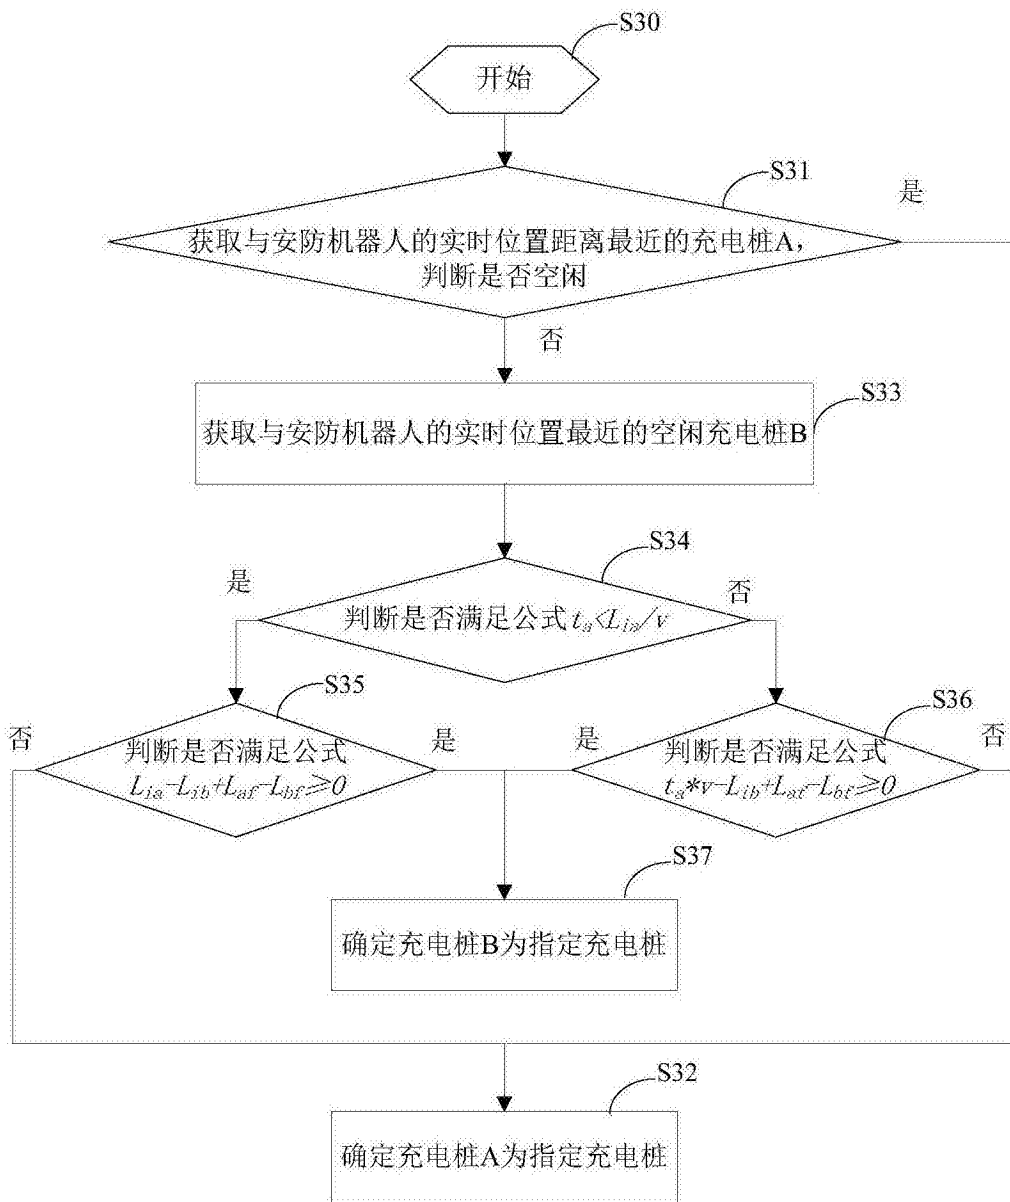 S30
开始
S31
是
获取与安防机器人的实时位置距离最近的充电桩A，
判断是否空闲
否
S33
获取与安防机器人的实时位置最近的空闲充电桩B
S34
是
否
判断是否满足公式 tₐ<Lᵢₐ/v
S35
S36
否
判断是否满足公式
Lia-Lib+Laf-Lbf≥0
是
是
判断是否满足公式
ta*v-Lib+Laf-Lbf≥0
否
S37
确定充电桩B为指定充电桩
S32
确定充电桩A为指定充电桩